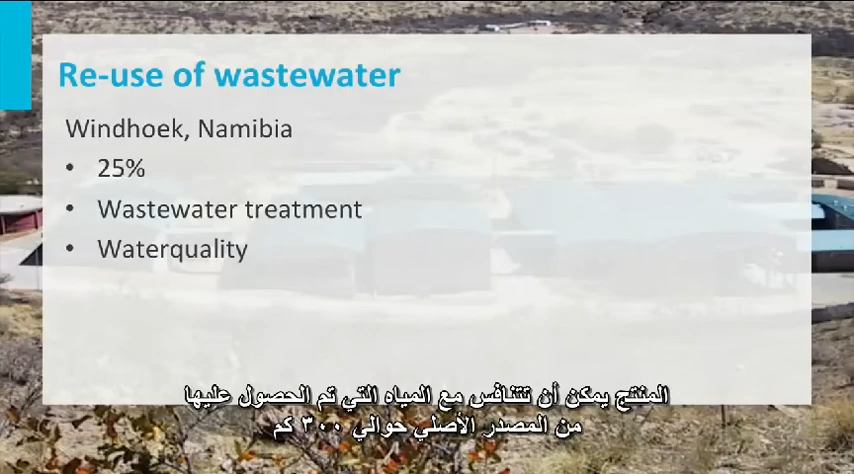 Re-use of wastewater
Windhoek, Namibia
• 25%
• Wastewater treatment
• Waterquality
المنتج يمكن أن تتنافس مع المياه التي تم الحصول عليها
من المصدر الأصلي حوالي ٣٠٠ كم